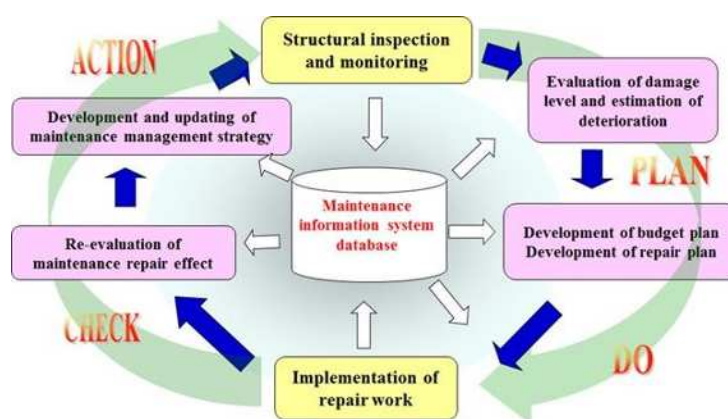 ACTION
Structural inspection
and monitoring
Evaluation of damage
level and estimation of
deterioration
Development and updating of
maintenance management strategy
PLAN
Maintenance
information system
database
Development of budget plan
Development of repair plan
Re-evaluation of
maintenance repair effect
CHECK
DO
Implementation of
repair work